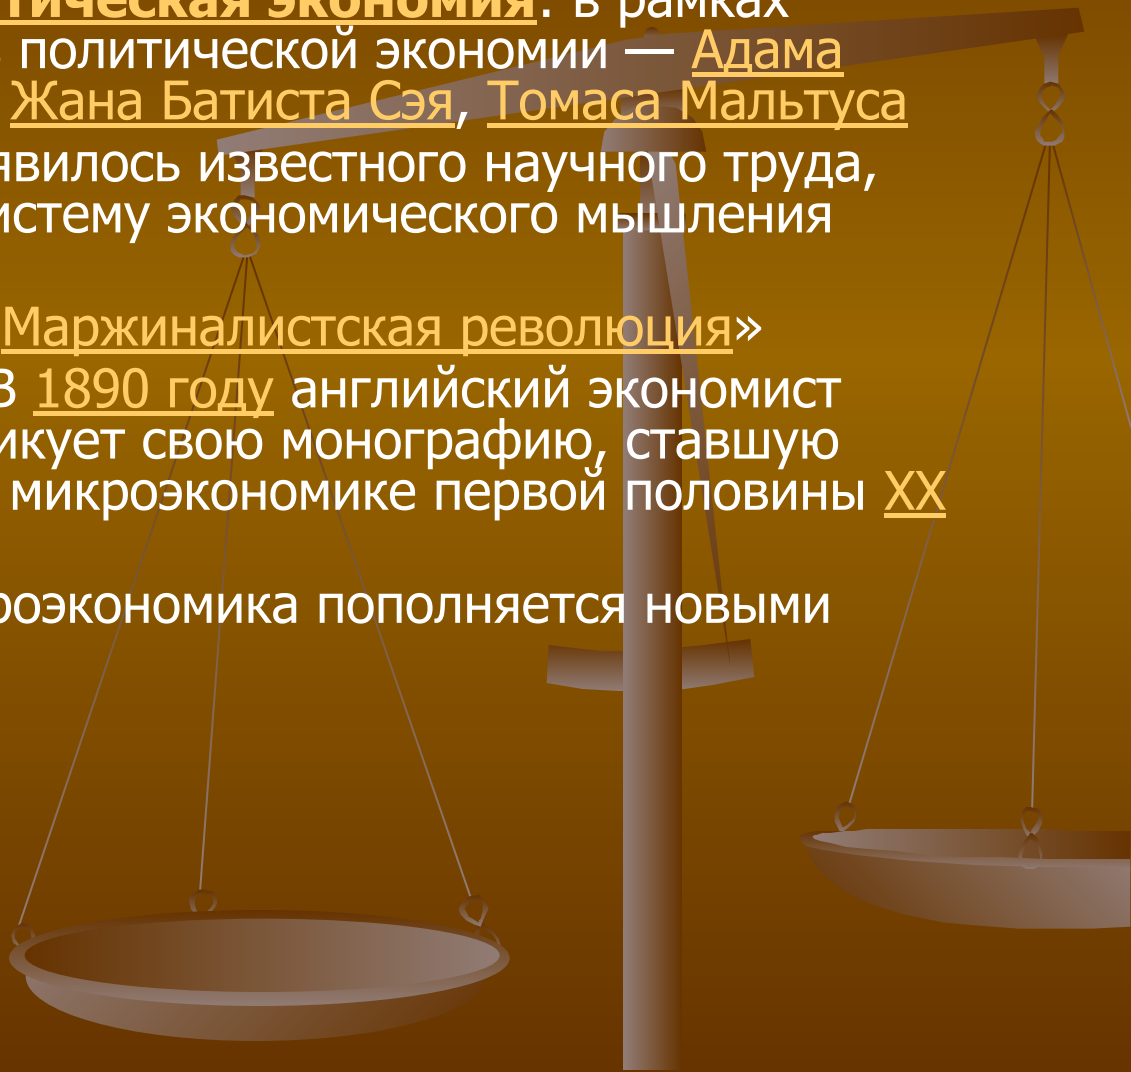 тическая экономия: в рамках
политической экономии — Адама
Жана Батиста Сэя, Томаса Мальтуса
явилось известного научного труда,
истему экономического мышления
Маржиналистская революция»
В 1890 году английский экономист
икует свою монографию, ставшую
микроэкономике первой половины XX
роэкономика пополняется новыми